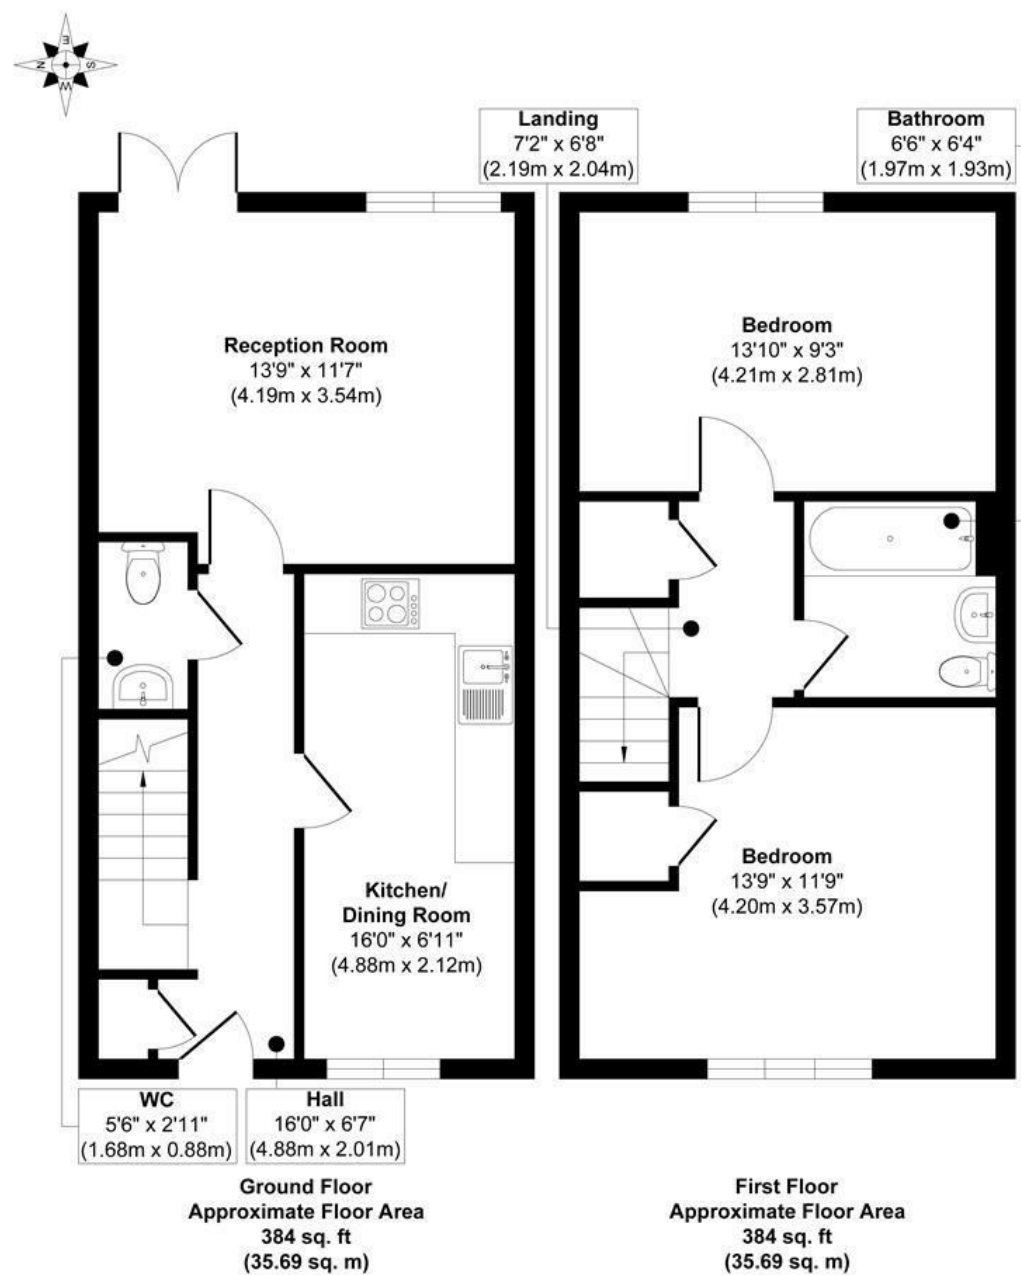 E
N
S
W
Landing
7'2" x 6'8"
(2.19m x 2.04m)
Bathroom
6'6" x 6'4"
(1.97m x 1.93m)
Reception Room
13'9" x 11'7"
(4.19m x 3.54m)
Bedroom
13'10" x 9'3"
(4.21m x 2.81m)
Kitchen/
Dining Room
16'0" x 6'11"
(4.88m x 2.12m)
Bedroom
13'9" x 11'9"
(4.20m x 3.57m)
WC
5'6" x 2'11"
(1.68m x 0.88m)
Hall
16'0" x 6'7"
(4.88m x 2.01m)
Ground Floor
Approximate Floor Area
384 sq. ft
(35.69 sq. m)
First Floor
Approximate Floor Area
384 sq. ft
(35.69 sq. m)